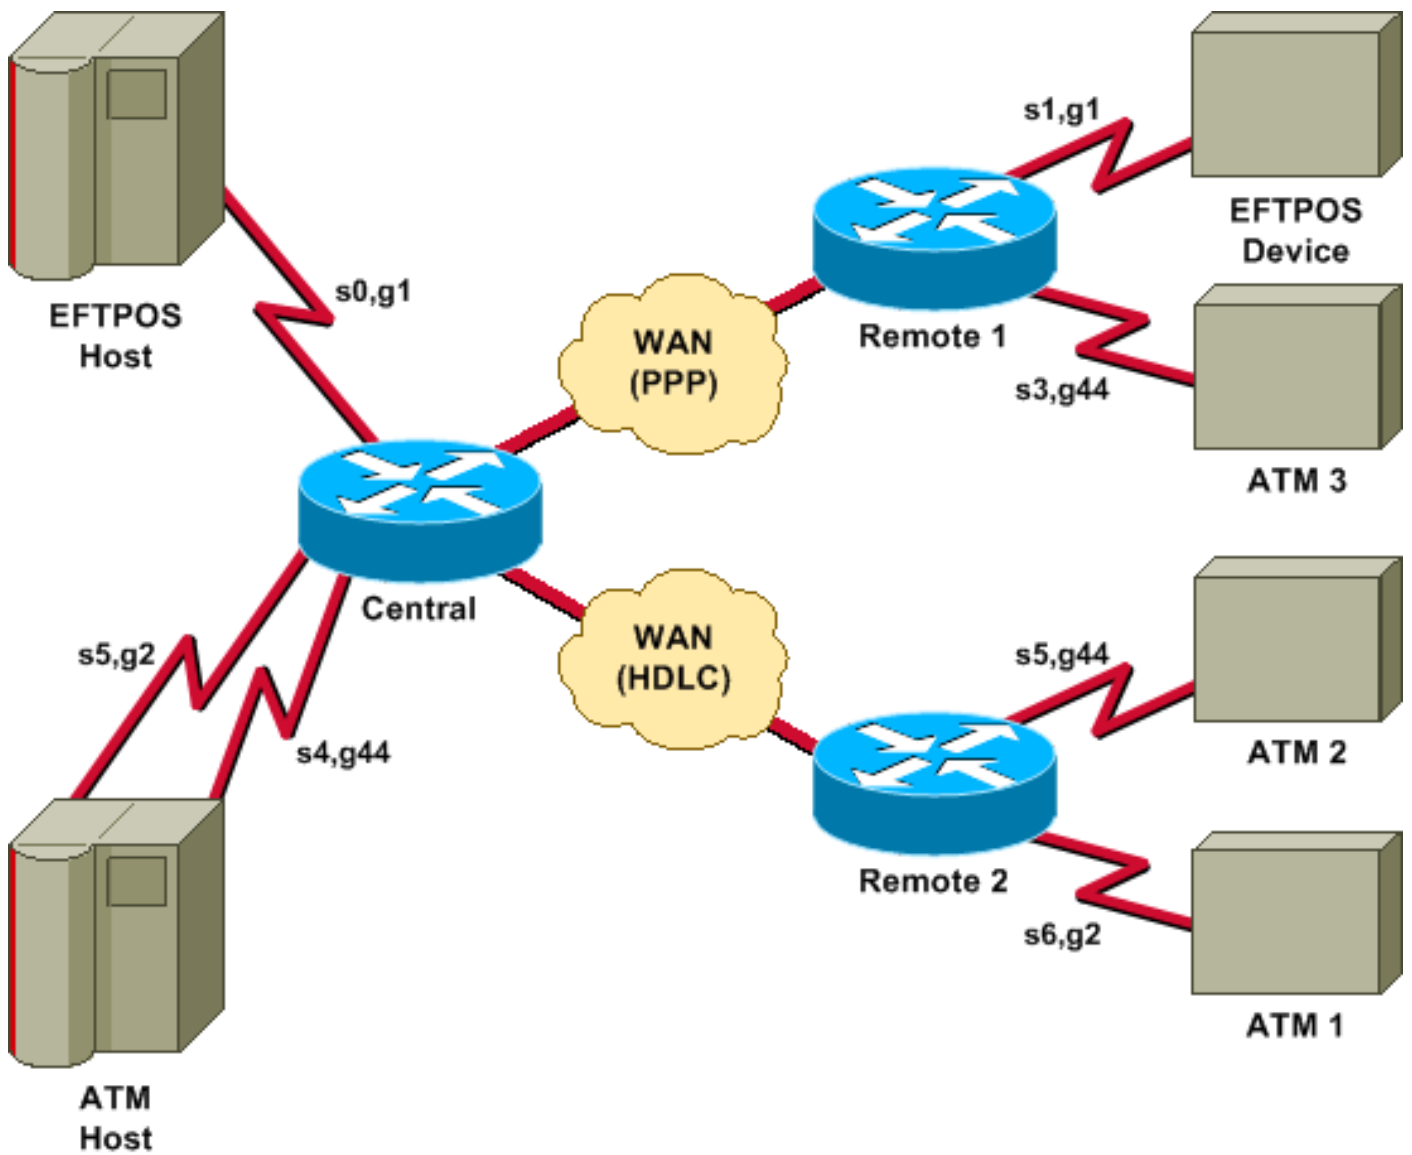 s1,g1
EFTPOS
Device
s0,g1
EFTPOS
Host
WAN
(PPP)
Remote 1
s3,g44
ATM 3
Central
WAN
(HDLC)
s5,g2
s4,g44
s5,g44
ATM 2
Remote 2
s6,g2
ATM 1
ATM
Host